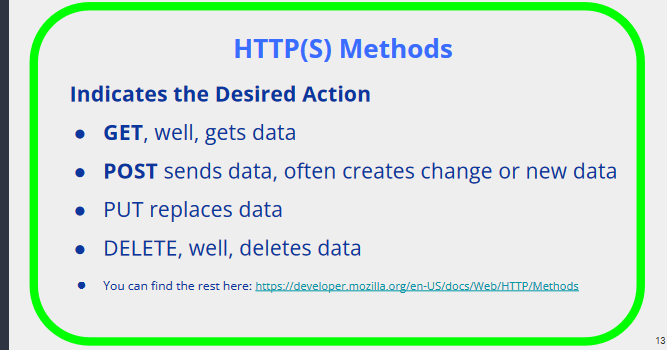 HTTP(S) Methods
Indicates the Desired Action
● GET, well, gets data
● POST sends data, often creates change or new data
● PUT replaces data
● DELETE, well, deletes data
● You can find the rest here: https://developer.mozilla.org/en-US/docs/Web/HTTP/Methods
13